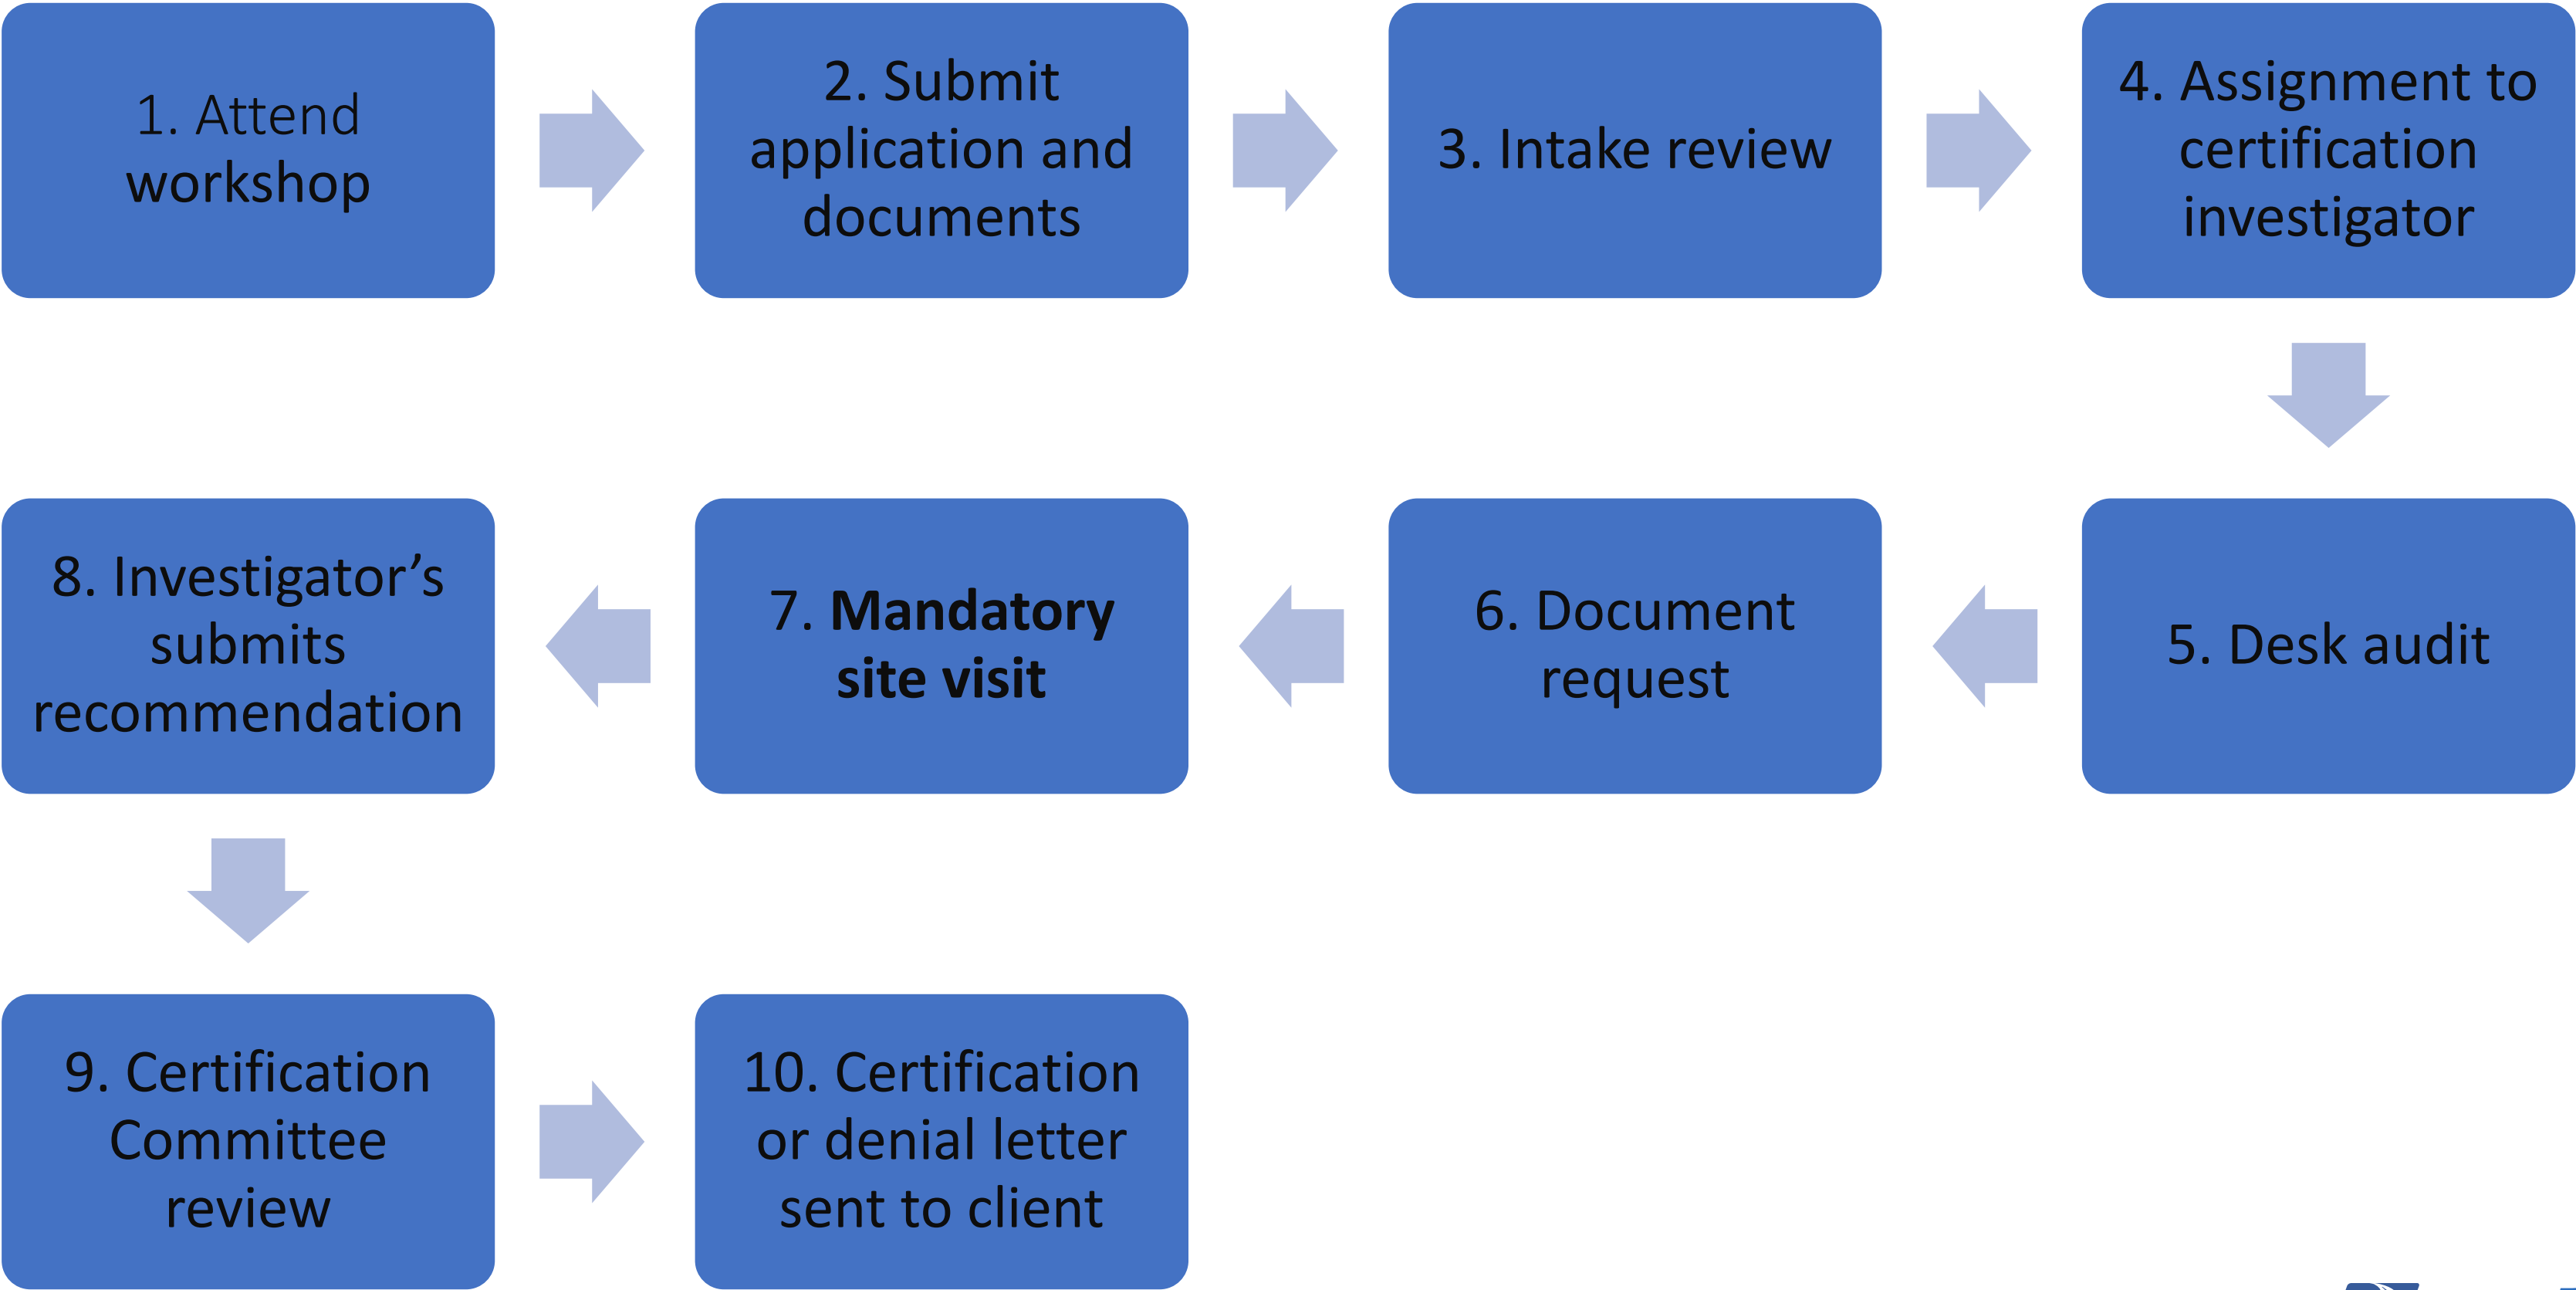 1. Attend
workshop
2. Submit
application and
documents
3. Intake review
4. Assignment to
certification
investigator
5. Desk audit
6. Document
request
7. Mandatory
site visit
8. Investigator’s
submits
recommendation
9. Certification
Committee
review
10. Certification
or denial letter
sent to client